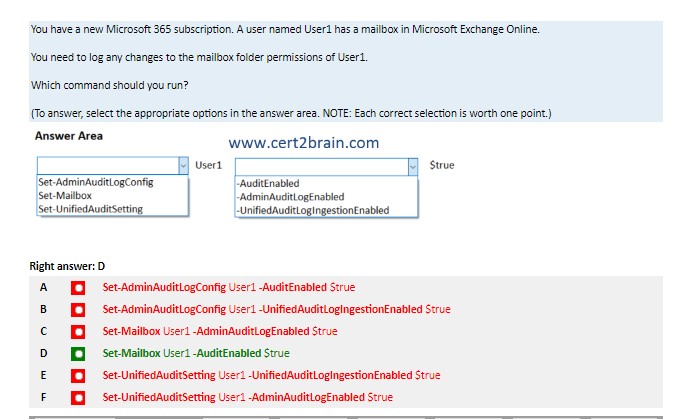 You have a new Microsoft 365 subscription. A user named User1 has a mailbox in Microsoft Exchange Online.
You need to log any changes to the mailbox folder permissions of User1.
Which command should you run?
(To answer, select the appropriate options in the answer area. NOTE: Each correct selection is worth one point.)
Answer Area
www.cert2brain.com
User1 $true
Set-AdminAuditLogConfig
Set-Mailbox
Set-UnifiedAuditSetting
-AuditEnabled
-AdminAuditLogEnabled
-UnifiedAuditLogIngestionEnabled
Right answer: D
A Set-AdminAuditLogConfig User1 -AuditEnabled $true
B Set-AdminAuditLogConfig User1 -UnifiedAuditLogIngestionEnabled $true
C Set-Mailbox User1 -AdminAuditLogEnabled $true
D Set-Mailbox User1 -AuditEnabled $true
E Set-UnifiedAuditSetting User1 -UnifiedAuditLogIngestionEnabled $true
F Set-UnifiedAuditSetting User1 -AdminAuditLogEnabled $true